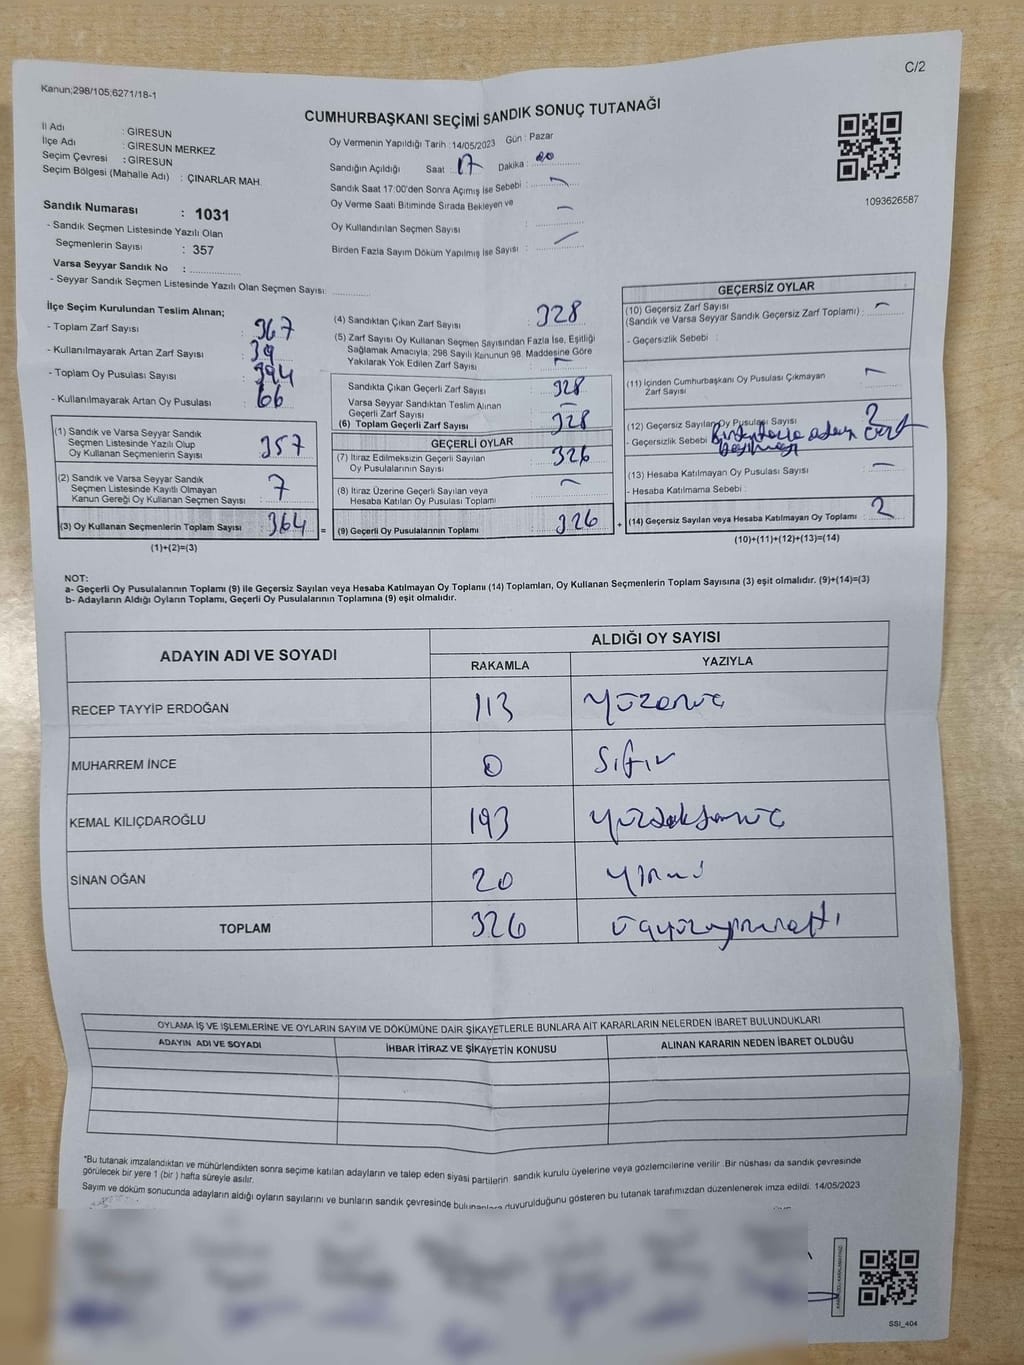 C/2
Kanun;298/105;6271/18-1
CUMHURBAŞKANI SEÇİMİ SANDIK SONUÇ TUTANAĞI
İl Adı : GİRESUN
İlçe Adı : GİRESUN MERKEZ
Seçim Çevresi : GİRESUN
Seçim Bölgesi (Mahalle Adı) : ÇINARLAR MAH.
Oy Vermenin Yapıldığı Tarih : 14/05/2023 Gün : Pazar
Sandığın Açıldığı Saat : 17 Dakika : 00
Sandık Saat 17:00'den Sonra Açımış İse Sebebi :
Oy Verme Saati Bitiminde Sırada Bekleyen ve
Oy Kullandırılan Seçmen Sayısı
Birden Fazla Sayım Döküm Yapılmış İse Sayısı :
1093626587
Sandık Numarası : 1031
- Sandık Seçmen Listesinde Yazılı Olan
Seçmenlerin Sayısı : 357
Varsa Seyyar Sandık No :
- Seyyar Sandık Seçmen Listesinde Yazılı Olan Seçmen Sayısı:
İlçe Seçim Kurulundan Teslim Alınan;
- Toplam Zarf Sayısı : 367
- Kullanılmayarak Artan Zarf Sayısı : 39
- Toplam Oy Pusulası Sayısı : 394
- Kullanılmayarak Artan Oy Pusulası : 66
(1) Sandık ve Varsa Seyyar Sandık
Seçmen Listesinde Yazılı Olup
Oy Kullanan Seçmenlerin Sayısı : 357
(2) Sandık ve Varsa Seyyar Sandık
Seçmen Listesinde Kayıtlı Olmayan
Kanun Gereği Oy Kullanan Seçmen Sayısı : 7
(3) Oy Kullanan Seçmenlerin Toplam Sayısı : 364 =
(1)+(2)=(3)
(4) Sandıktan Çıkan Zarf Sayısı : 328
(5) Zarf Sayısı Oy Kullanan Seçmen Sayısından Fazla İse, Eşitliği
Sağlamak Amacıyla; 298 Sayılı Kanunun 98. Maddesine Göre
Yakılarak Yok Edilen Zarf Sayısı :
Sandıkta Çıkan Geçerli Zarf Sayısı : 328
Varsa Seyyar Sandıktan Teslim Alınan
Geçerli Zarf Sayısı
(6) Toplam Geçerli Zarf Sayısı : 328
GEÇERLİ OYLAR
(7) İtiraz Edilmeksizin Geçerli Sayılan
Oy Pusulalarının Sayısı : 326
(8) İtiraz Üzerine Geçerli Sayılan veya
Hesaba Katılan Oy Pusulası Toplamı :
(9) Geçerli Oy Pusulalarının Toplamı : 326 +
GEÇERSİZ OYLAR
(10) Geçersiz Zarf Sayısı
(Sandık ve Varsa Seyyar Sandık Geçersiz Zarf Toplamı) :
- Geçersizlik Sebebi :
(11) İçinden Cumhurbaşkanı Oy Pusulası Çıkmayan
Zarf Sayısı
(12) Geçersiz Sayılan Oy Pusulası Sayısı : 2
- Geçersizlik Sebebi
(13) Hesaba Katılmayan Oy Pusulası Sayısı
- Hesaba Katılmama Sebebi :
(14) Geçersiz Sayılan veya Hesaba Katılmayan Oy Toplamı : 2
(10)+(11)+(12)+(13)=(14)
NOT:
a- Geçerli Oy Pusulalarının Toplamı (9) ile Geçersiz Sayılan veya Hesaba Katılmayan Oy Toplamı (14) Toplamları, Oy Kullanan Seçmenlerin Toplam Sayısına (3) eşit olmalıdır. (9)+(14)=(3)
b- Adayların Aldığı Oyların Toplamı, Geçerli Oy Pusulalarının Toplamına (9) eşit olmalıdır.
ADAYIN ADI VE SOYADI ALDIĞI OY SAYISI
RAKAMLA YAZIYLA
RECEP TAYYİP ERDOĞAN 113 Yüzonüç
MUHARREM İNCE 0 Sıfır
KEMAL KILIÇDAROĞLU 193
SİNAN OĞAN 20 Yirmi
TOPLAM 326 üçyüzyirmialtı
OYLAMA İŞ VE İŞLEMLERİNE VE OYLARIN SAYIM VE DÖKÜMÜNE DAİR ŞİKAYETLERLE BUNLARA AİT KARARLARIN NELERDEN İBARET BULUNDUKLARI
ADAYIN ADI VE SOYADI İHBAR İTİRAZ VE ŞİKAYETİN KONUSU ALINAN KARARIN NEDEN İBARET OLDUĞU
*Bu tutanak imzalandıktan ve mühürlendikten sonra seçime katılan adayların ve talep eden siyasi partilerin sandık kurulu üyelerine veya gözlemcilerine verilir. Bir nüshası da sandık çevresinde
görülecek bir yere 1 (bir ) hafta süreyle asılır.
Sayım ve döküm sonucunda adayların aldığı oyların sayılarını ve bunların sandık çevresinde bulunanlara duyurulduğunu gösteren bu tutanak tarafımızdan düzenlenerek imza edildi. 14/05/2023
SSI_404